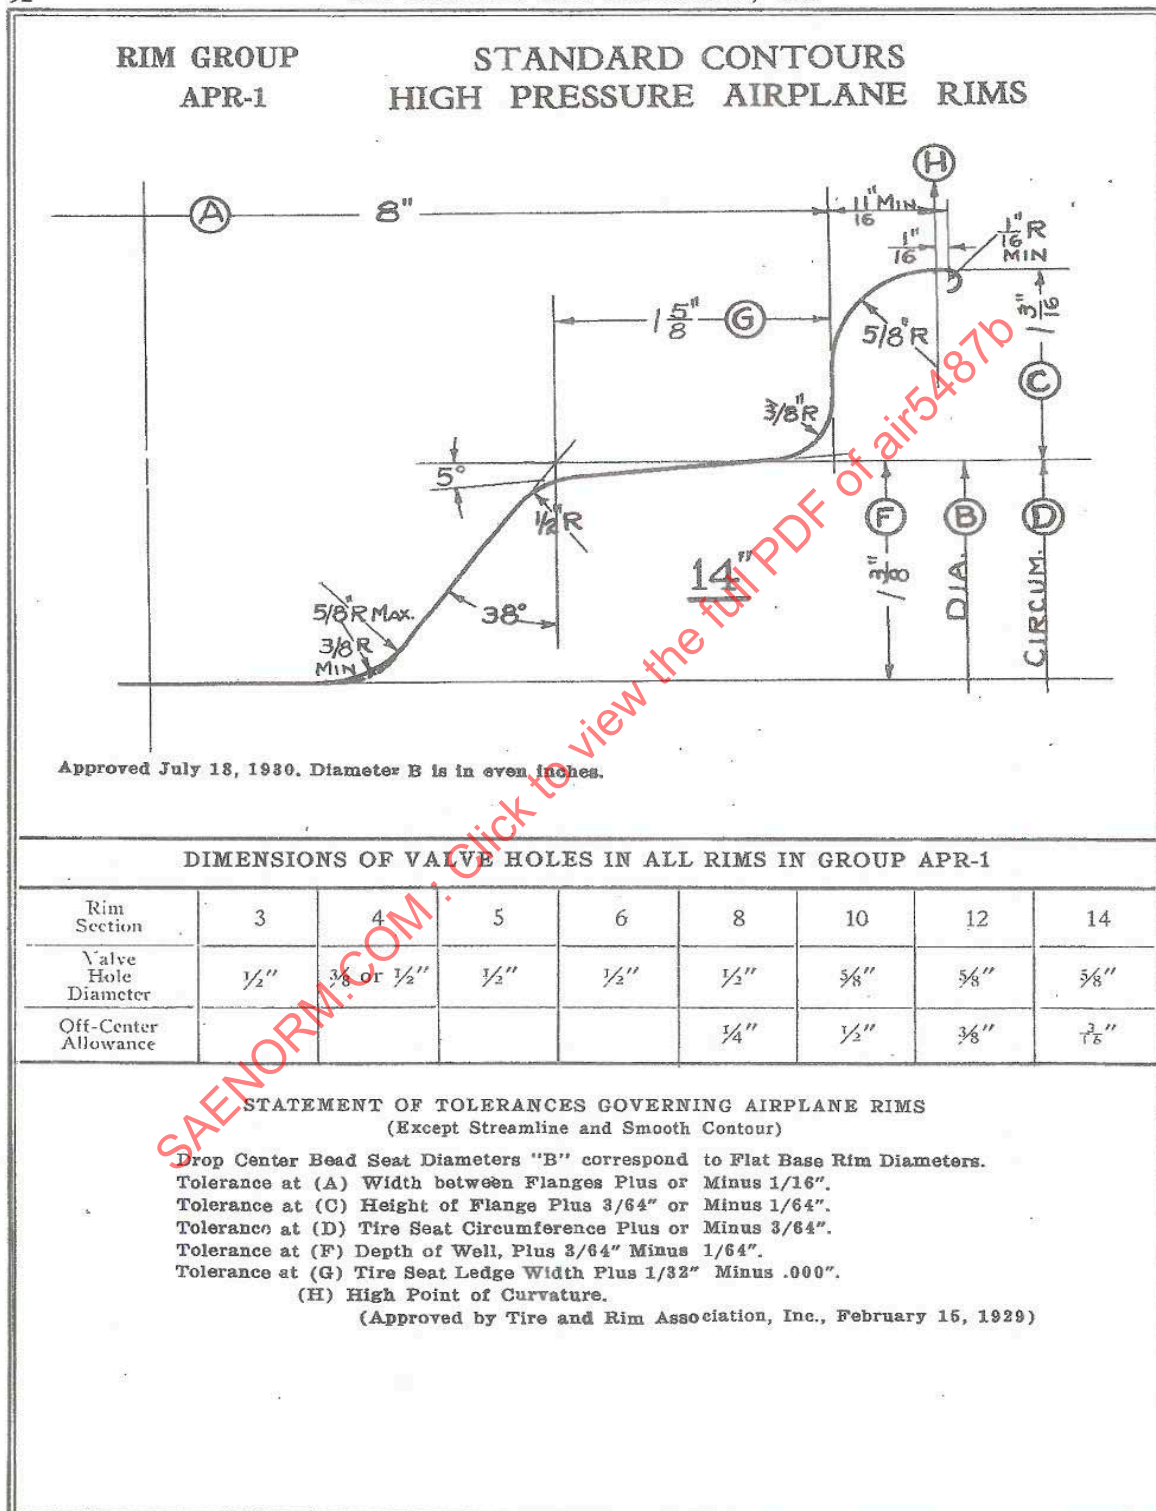 RIM GROUP
APR-1
STANDARD CONTOURS
HIGH PRESSURE AIRPLANE RIMS
H
A
8"
11/16" MIN
1/16"
1/16" R
MIN
1 5/8"
G
5/8" R
1 3/16"
C
3/8" R
5°
1/2" R
F
B
D
14"
1 3/8"
DIA.
CIRCUM.
5/8" R MAX.
38°
3/8 R
MIN
Approved July 18, 1930. Diameter B is in even inches.
DIMENSIONS OF VALVE HOLES IN ALL RIMS IN GROUP APR-1
Rim Section 3 4 5 6 8 10 12 14
Valve Hole Diameter 1/2" 3/8 or 1/2" 1/2" 1/2" 1/2" 5/8" 5/8" 5/8"
Off-Center Allowance 1/4" 1/2" 3/8" 3/16"
STATEMENT OF TOLERANCES GOVERNING AIRPLANE RIMS
(Except Streamline and Smooth Contour)
Drop Center Bead Seat Diameters "B" correspond to Flat Base Rim Diameters.
Tolerance at (A) Width between Flanges Plus or Minus 1/16".
Tolerance at (C) Height of Flange Plus 3/64" or Minus 1/64".
Tolerance at (D) Tire Seat Circumference Plus or Minus 3/64".
Tolerance at (F) Depth of Well, Plus 3/64" Minus 1/64".
Tolerance at (G) Tire Seat Ledge Width Plus 1/32" Minus .000".
(H) High Point of Curvature.
(Approved by Tire and Rim Association, Inc., February 15, 1929)
SAENORM.COM : Click to view the full PDF of air5487b